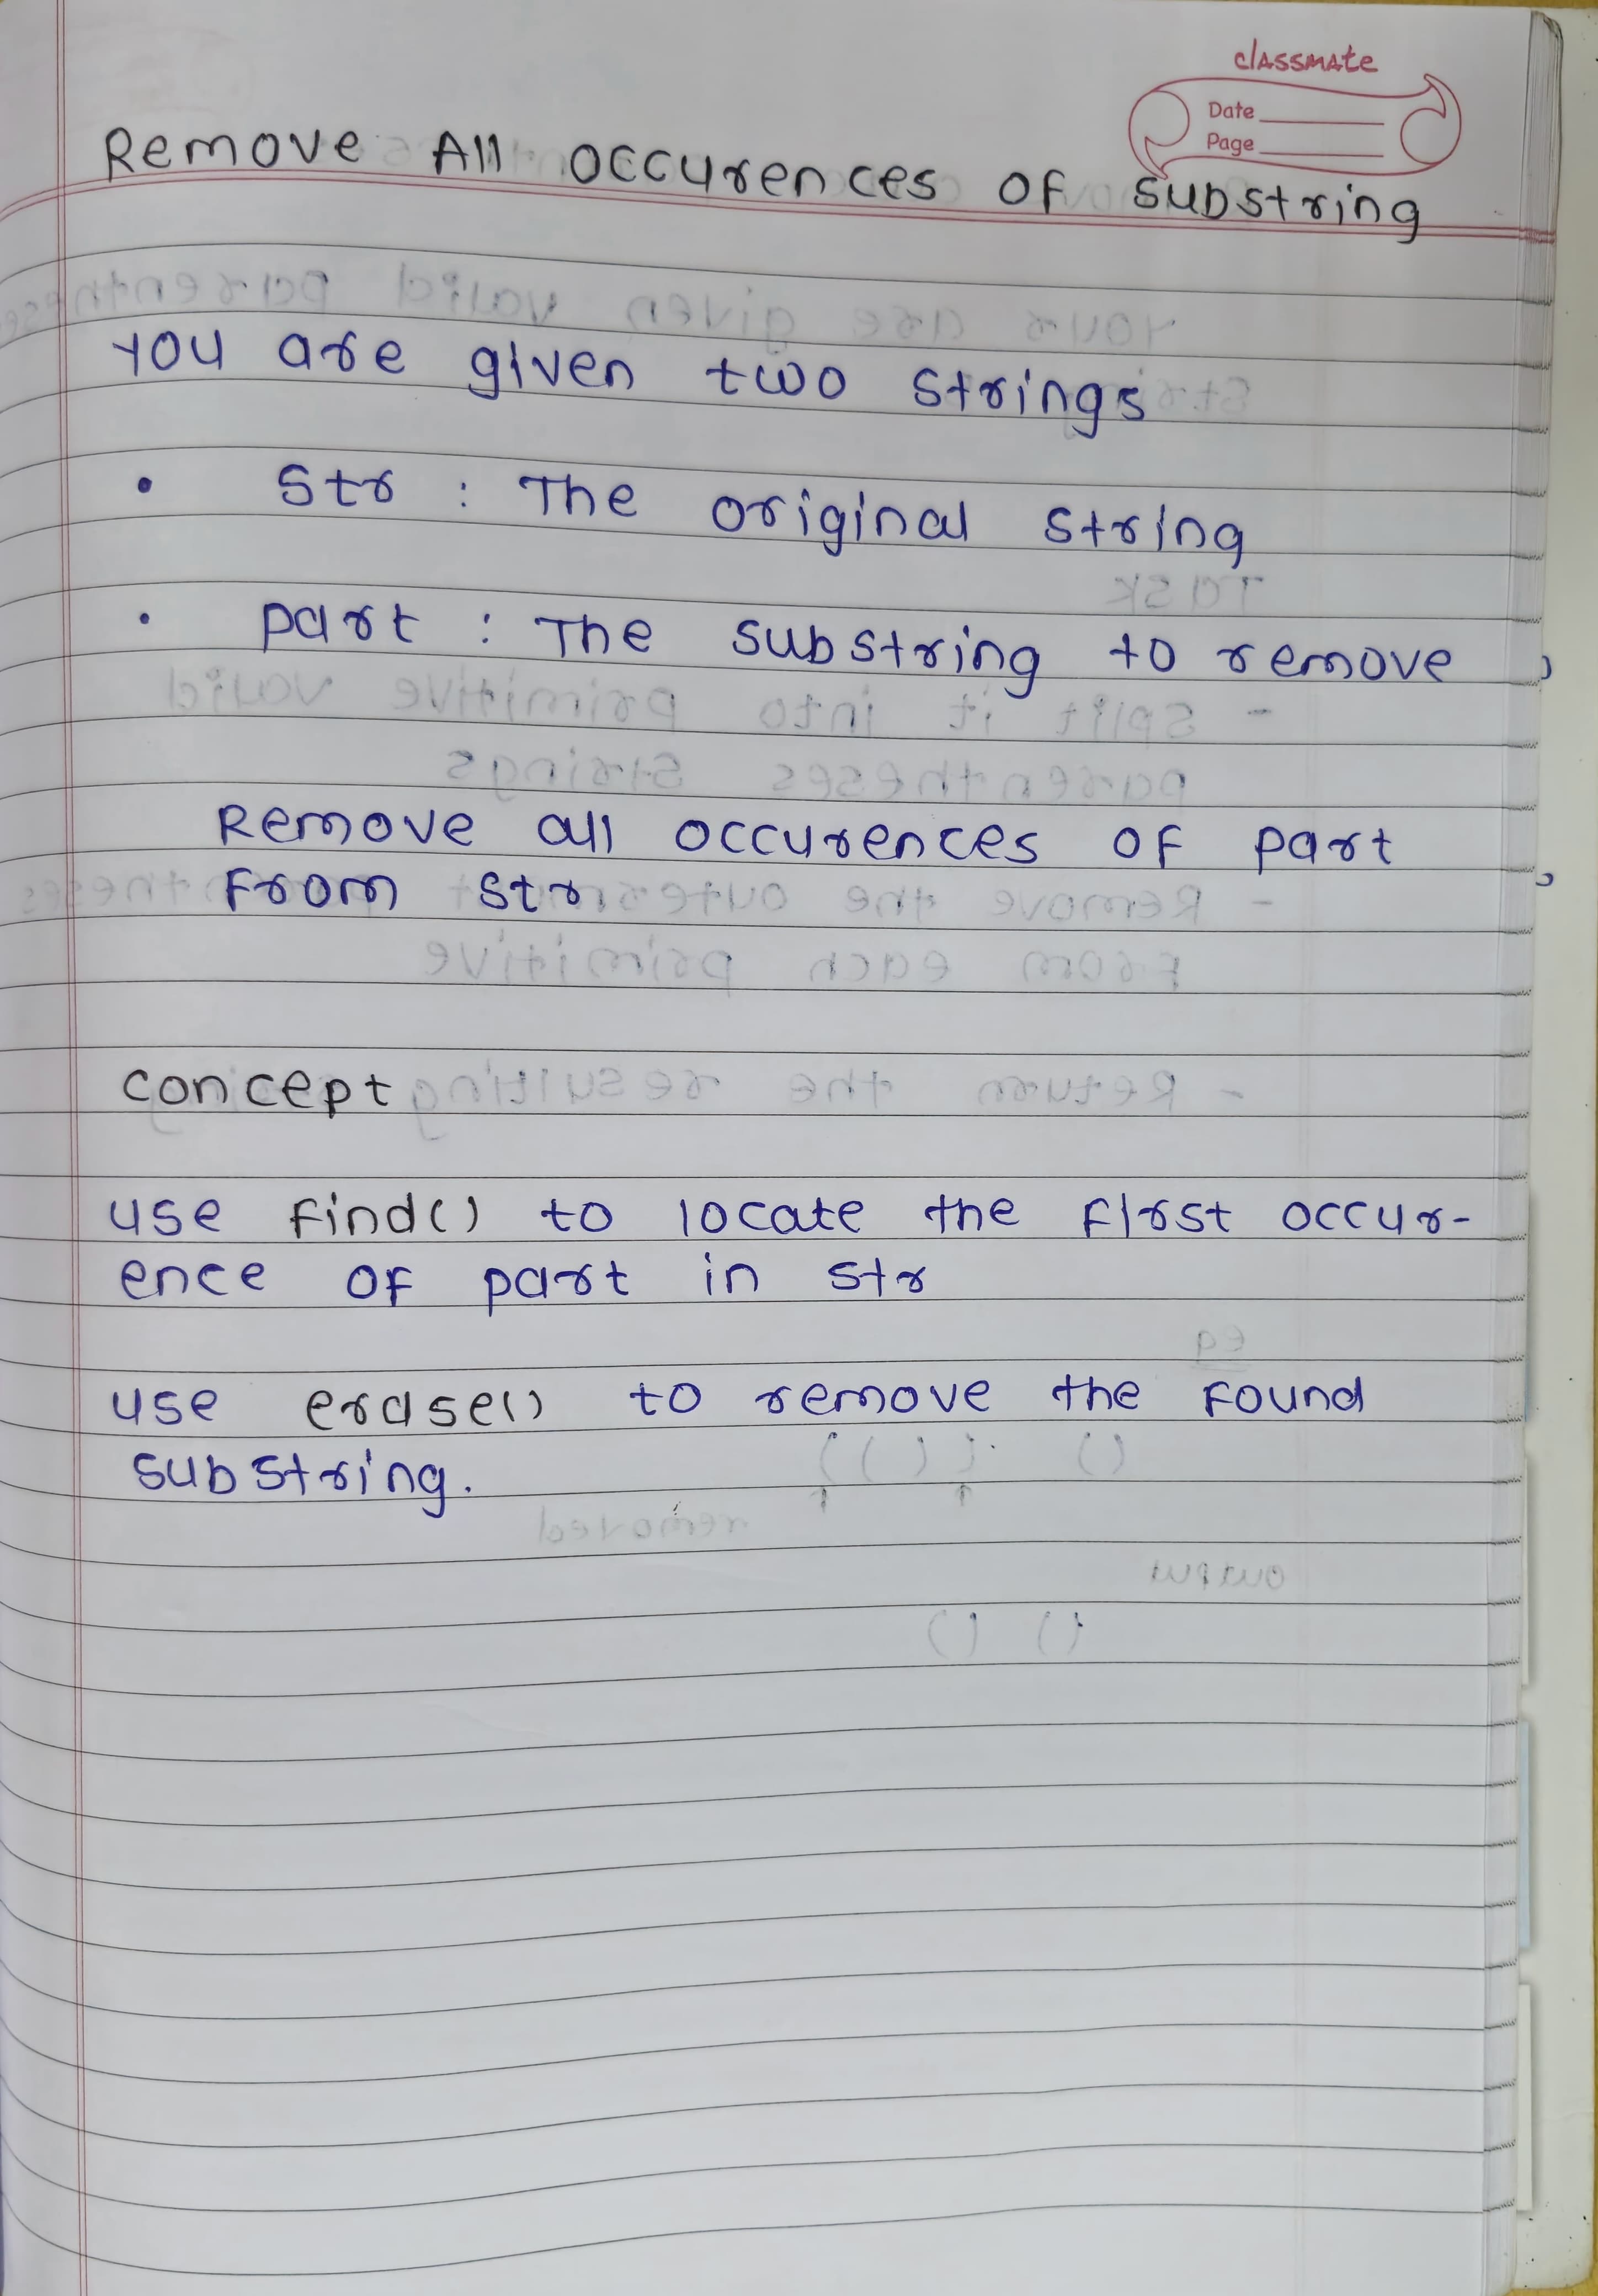 classmate
Date
Page
Remove All occurences of substring
You are given two strings
• str : The original string
• part : The substring to remove
Remove all occurences of part
from str
concept
use find() to locate the first occur-
ence of part in str
use erase() to remove the found
substring.